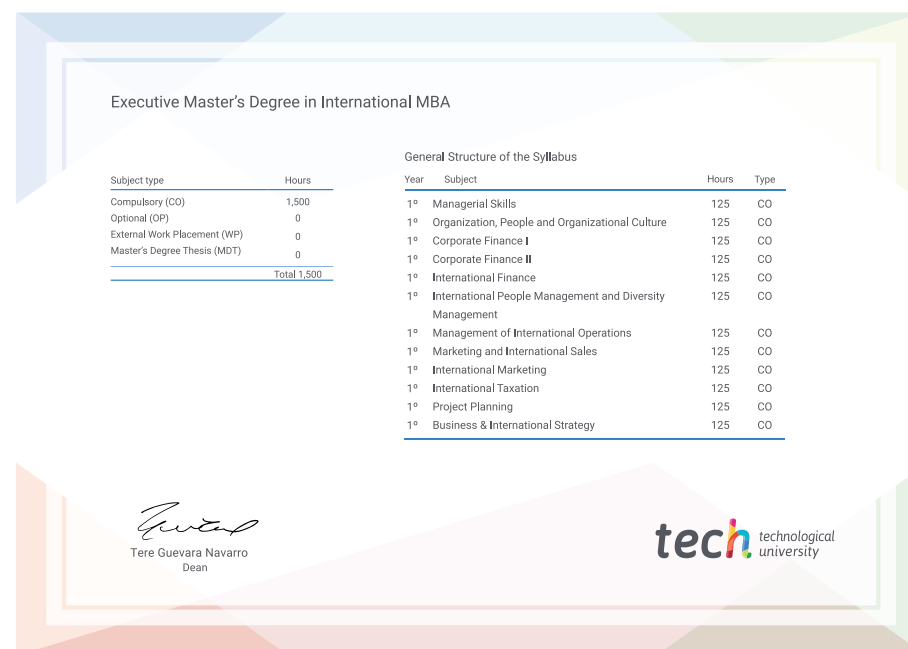 Executive Master's Degree in International MBA
Subject type Hours
Compulsory (CO) 1,500
Optional (OP) 0
External Work Placement (WP) 0
Master's Degree Thesis (MDT) 0
Total 1,500
General Structure of the Syllabus
Year Subject Hours Type
1º Managerial Skills 125 CO
1º Organization, People and Organizational Culture 125 CO
1º Corporate Finance I 125 CO
1º Corporate Finance II 125 CO
1º International Finance 125 CO
1º International People Management and Diversity 125 CO
Management
1º Management of International Operations 125 CO
1º Marketing and International Sales 125 CO
1º International Marketing 125 CO
1º International Taxation 125 CO
1º Project Planning 125 CO
1º Business & International Strategy 125 CO
Tere Guevara Navarro
Dean
tech technological
university